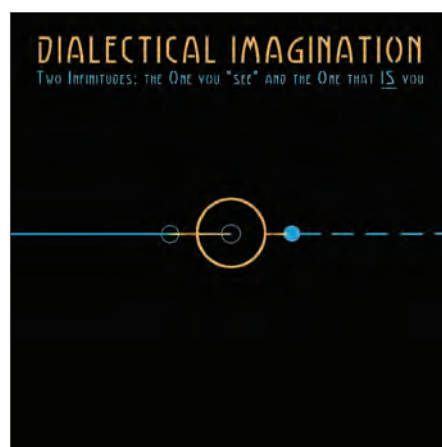 DIALECTICAL IMAGINATION
TWO INFINITUDES: THE ONE YOU "SEE" AND THE ONE THAT IS YOU